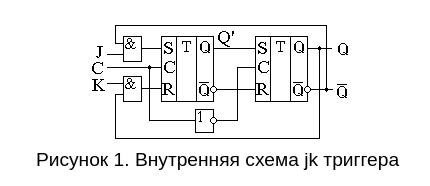 & S T Q Q' S T Q Q
J
C C C
K & R Q R Q Q
1
Рисунок 1. Внутренняя схема jk триггера